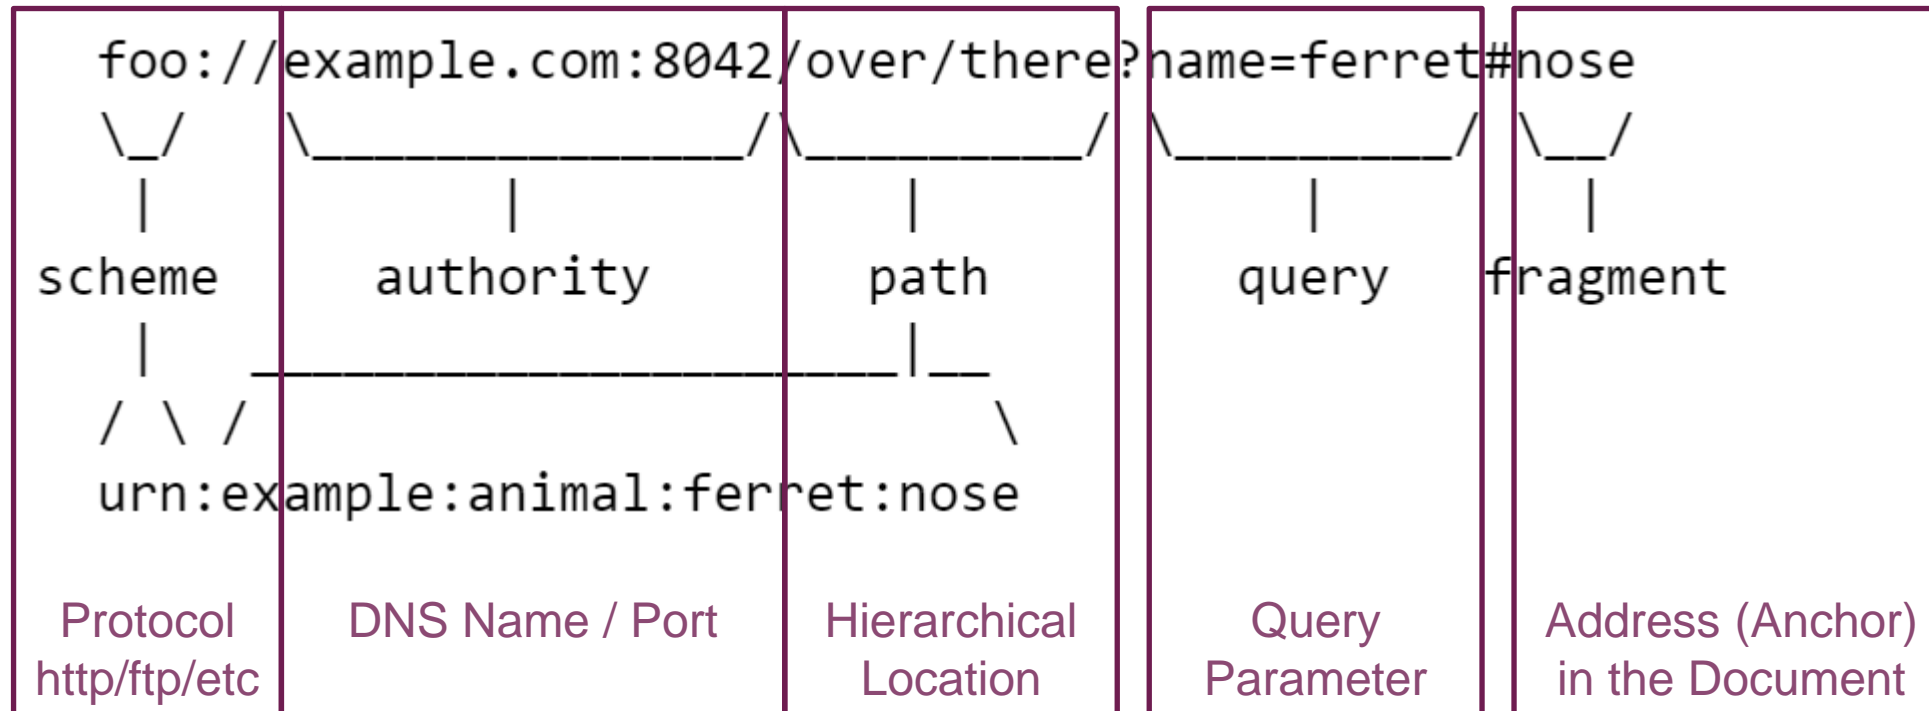 foo://example.com:8042/over/there?name=ferret#nose
\_/   \______________/\_________/ \_________/ \__/
|           |            |            |        |
scheme     authority       path        query   fragment
|   _____________________|__
/ \ /                        \
urn:example:animal:ferret:nose
Protocol
http/ftp/etc
DNS Name / Port
Hierarchical
Location
Query
Parameter
Address (Anchor)
in the Document